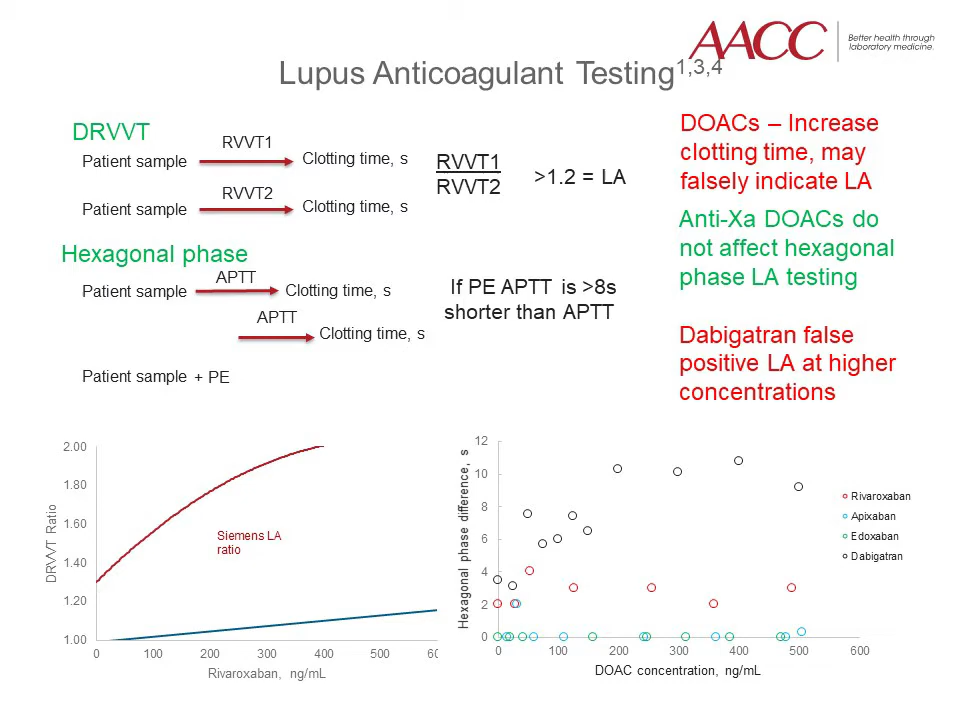 AACC
Better health through
laboratory medicine.
Lupus Anticoagulant Testing1,3,4
DRVVT
Patient sample
RVVT1
Clotting time, s
Patient sample
RVVT2
Clotting time, s
RVVT1
RVVT2
>1.2 = LA
Hexagonal phase
Patient sample
APTT
Clotting time, s
APTT
Clotting time, s
Patient sample + PE
If PE APTT is >8s
shorter than APTT
DOACs – Increase
clotting time, may
falsely indicate LA
Anti-Xa DOACs do
not affect hexagonal
phase LA testing
Dabigatran false
positive LA at higher
concentrations
DRVVT Ratio
2.00
1.80
1.60
1.40
1.20
1.00
Siemens LA
ratio
0 100 200 300 400 500 60
Rivaroxaban, ng/mL
Hexagonal phase difference, s
12
10
8
6
4
2
0
0 100 200 300 400 500 600
DOAC concentration, ng/mL
Rivaroxaban
Apixaban
Edoxaban
Dabigatran